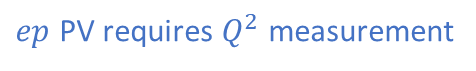 ep PV requires Q² measurement